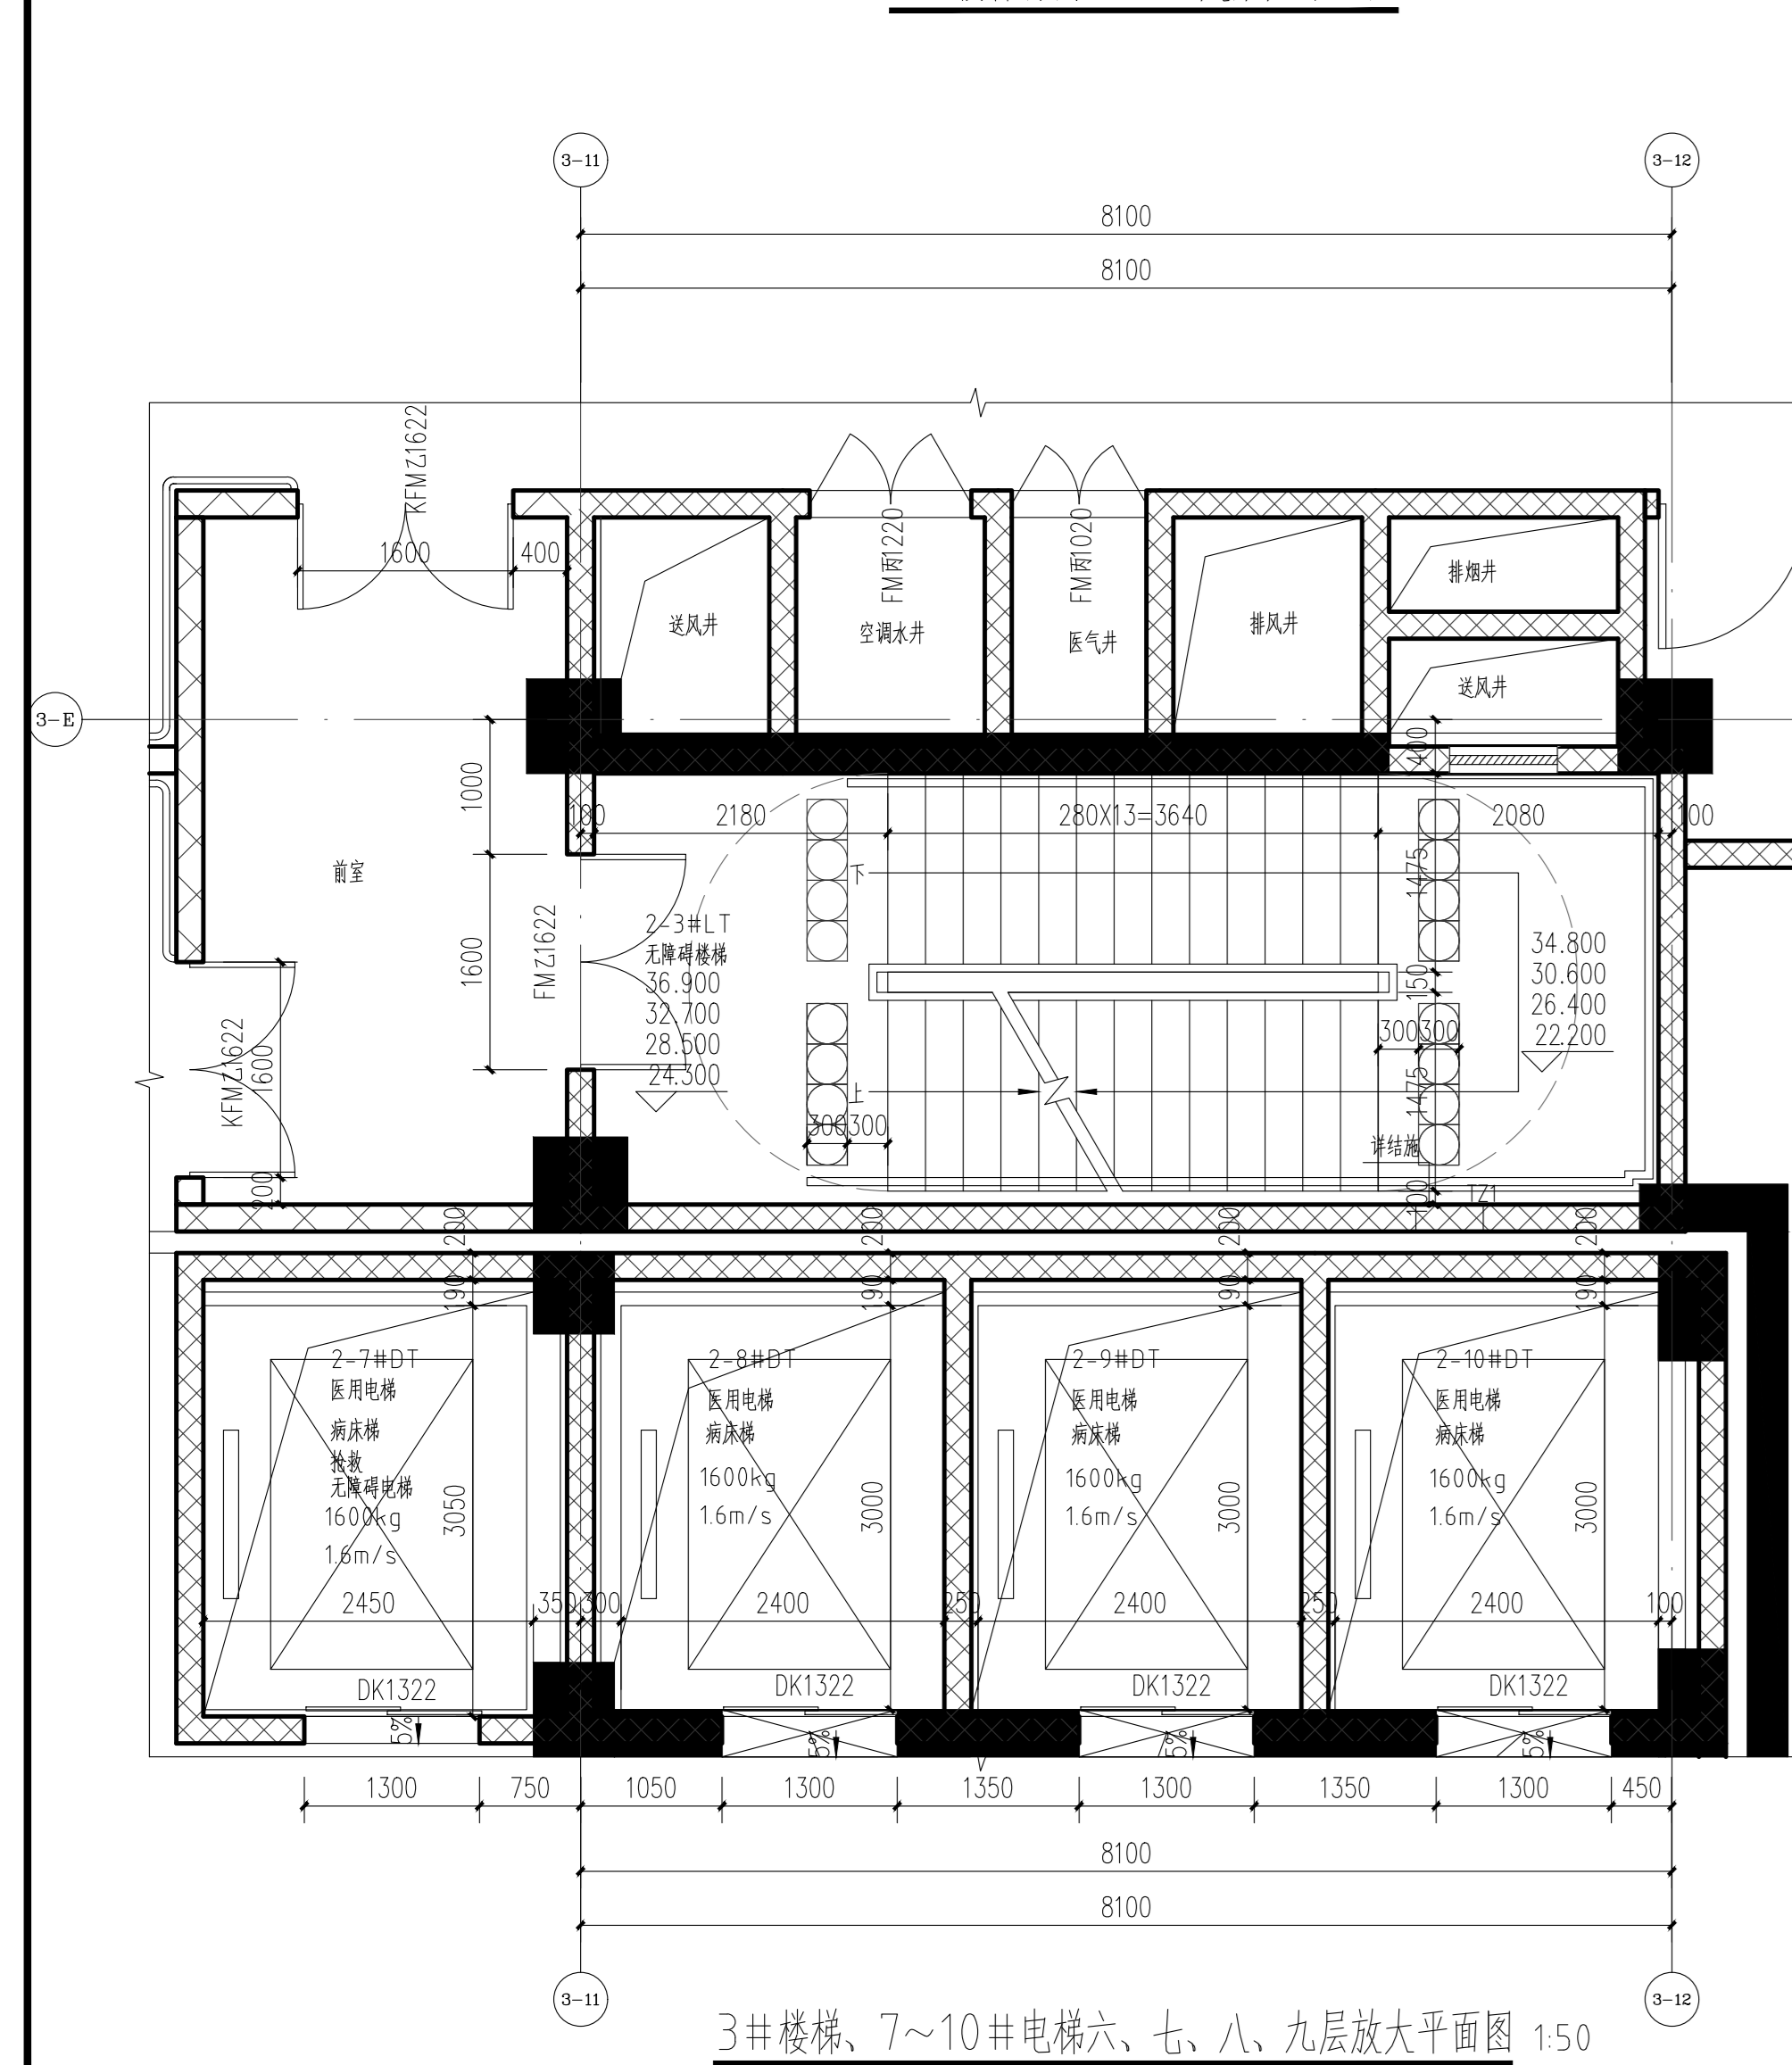 3-11
3-12
8100
8100
KFMZ1622
1600
400
FM丙1220
FM丙1020
送风井
空调水井
医气井
排风井
排烟井
送风井
3-E
400
1000
100
2180
280X13=3640
2080
100
前室
下
1475
2-3#LT
无障碍楼梯
36.900
32.700
28.500
24.300
FMZ1622
1600
34.800
30.600
26.400
22.200
150
300
300
KFMZ1622
1600
上
1475
300
300
详结施
200
TZ1
100
200
200
200
200
190
190
190
190
2-7#DT
医用电梯
病床梯
抢救
无障碍电梯
1600kg
1.6m/s
3050
2-8#DT
医用电梯
病床梯
1600kg
1.6m/s
3000
2-9#DT
医用电梯
病床梯
1600kg
1.6m/s
3000
2-10#DT
医用电梯
病床梯
1600kg
1.6m/s
3000
2450
350
300
2400
250
2400
250
2400
100
DK1322
DK1322
DK1322
DK1322
5%
5%
5%
5%
1300
750
1050
1300
1350
1300
1350
1300
450
8100
8100
3-11
3-12
3#楼梯、7~10#电梯六、七、八、九层放大平面图 1:50